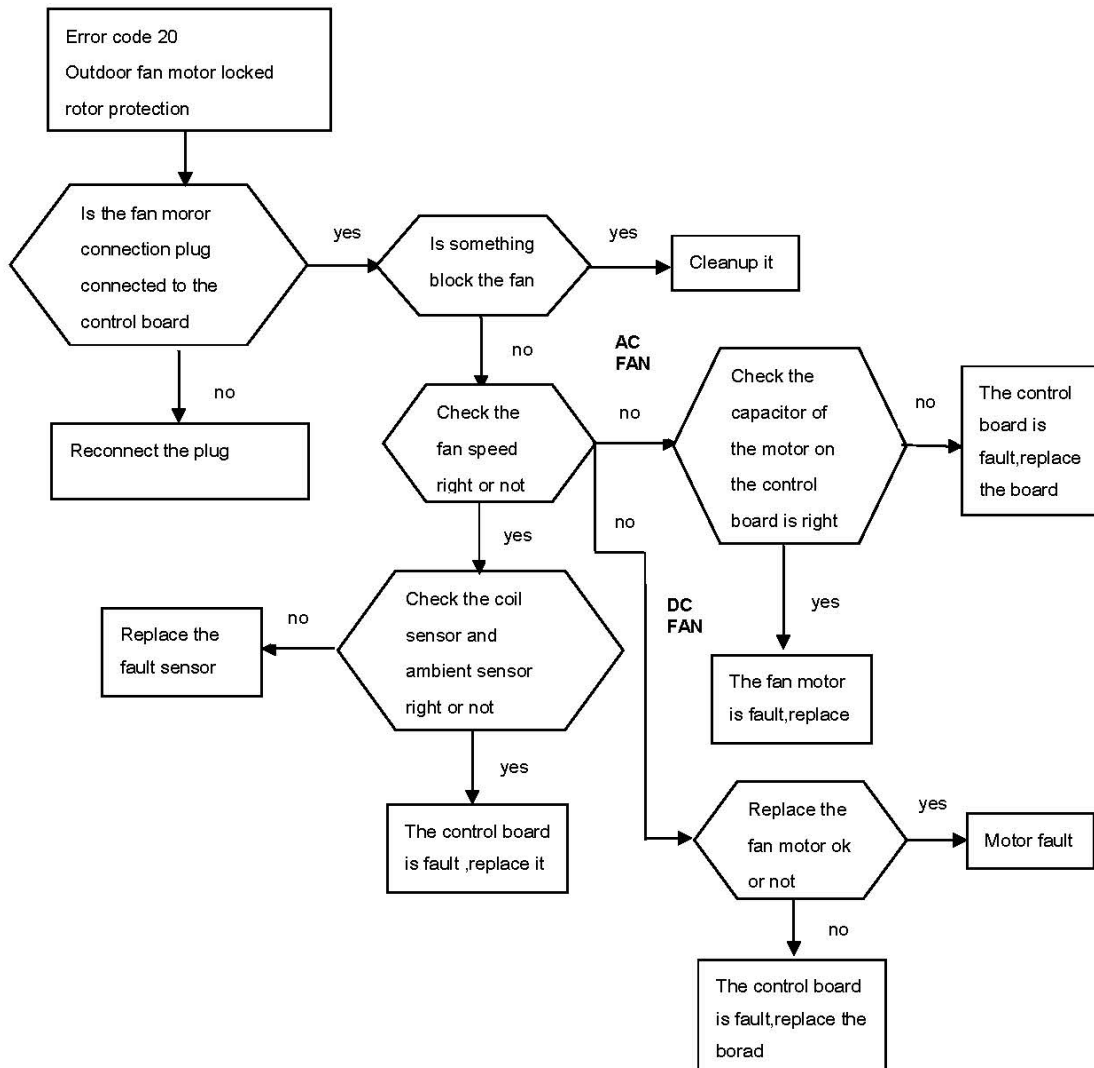 Error code 20
Outdoor fan motor locked
rotor protection
Is the fan moror
connection plug
connected to the
control board
yes
Is something
block the fan
yes
Cleanup it
no
Reconnect the plug
no
AC
FAN
Check the
fan speed
right or not
no
Check the
capacitor of
the motor on
the control
board is right
no
The control
board is
fault,replace
the board
yes
The fan motor
is fault,replace
no
DC
FAN
yes
Check the coil
sensor and
ambient sensor
right or not
no
Replace the
fault sensor
yes
The control board
is fault ,replace it
Replace the
fan motor ok
or not
yes
Motor fault
no
The control board
is fault,replace the
borad